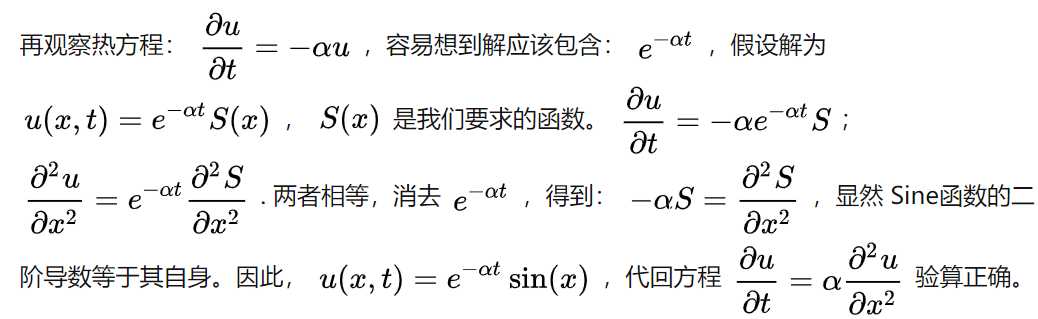 再观察热方程： $\frac{\partial u}{\partial t} = -\alpha u$ ，容易想到解应该包含： $e^{-\alpha t}$ ，假设解为
$u(x,t) = e^{-\alpha t} S(x)$ ， $S(x)$ 是我们要求的函数。 $\frac{\partial u}{\partial t} = -\alpha e^{-\alpha t} S$ ；
$\frac{\partial^2 u}{\partial x^2} = e^{-\alpha t} \frac{\partial^2 S}{\partial x^2}$ . 两者相等，消去 $e^{-\alpha t}$ ，得到： $-\alpha S = \frac{\partial^2 S}{\partial x^2}$ ，显然 Sine函数的二
阶导数等于其自身。因此， $u(x,t) = e^{-\alpha t} \sin(x)$ ，代回方程 $\frac{\partial u}{\partial t} = \alpha \frac{\partial^2 u}{\partial x^2}$ 验算正确。